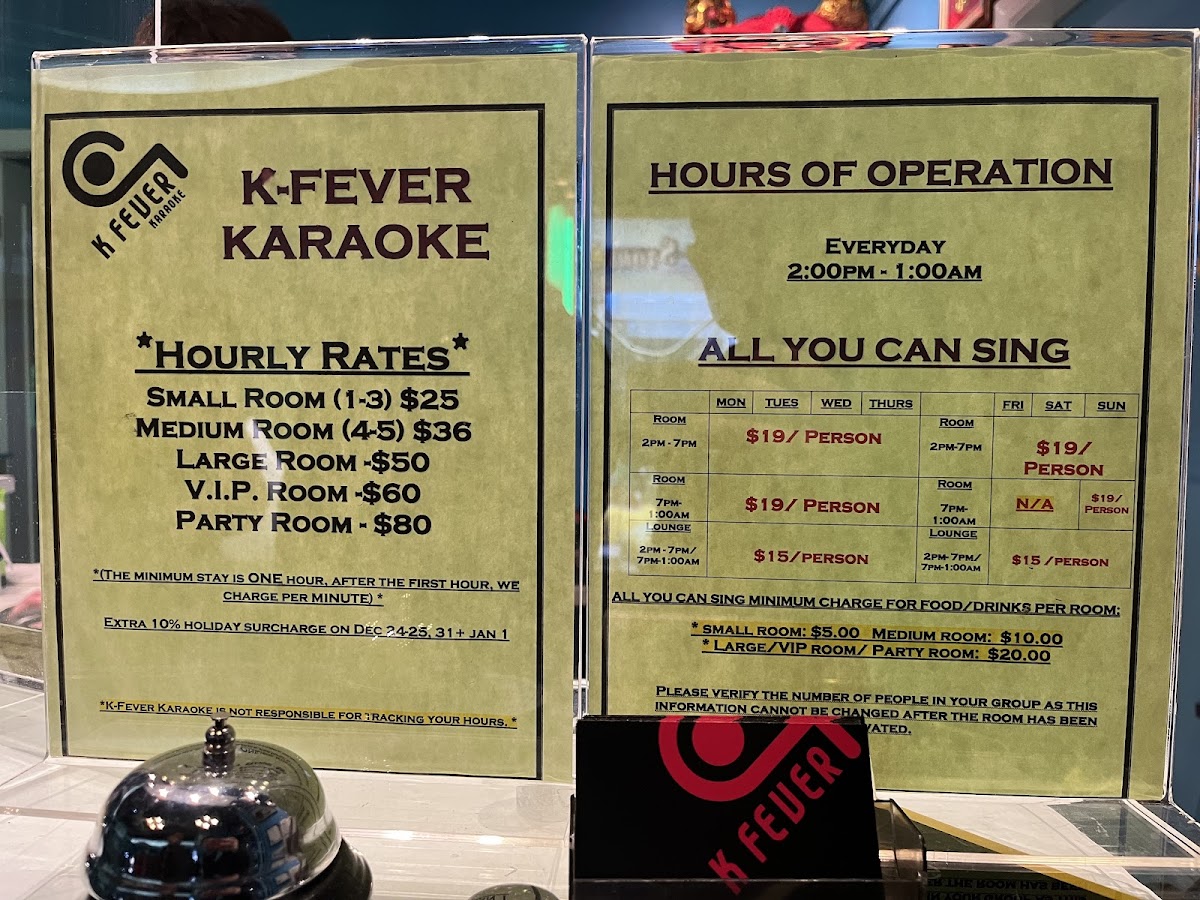 K FEVER
KARAOKE
K-FEVER
KARAOKE
*HOURLY RATES*
SMALL ROOM (1-3) $25
MEDIUM ROOM (4-5) $36
LARGE ROOM -$50
V.I.P. ROOM -$60
PARTY ROOM - $80
*(THE MINIMUM STAY IS ONE HOUR, AFTER THE FIRST HOUR, WE
CHARGE PER MINUTE) *
EXTRA 10% HOLIDAY SURCHARGE ON DEC 24-25, 31+ JAN 1
*K-FEVER KARAOKE IS NOT RESPONSIBLE FOR TRACKING YOUR HOURS. *
HOURS OF OPERATION
EVERYDAY
2:00PM - 1:00AM
ALL YOU CAN SING
MON TUES WED THURS FRI SAT SUN
ROOM
2PM - 7PM
$19/ PERSON
ROOM
2PM-7PM
$19/
PERSON
ROOM
7PM-
1:00AM
$19/ PERSON
ROOM
7PM-
1:00AM
N/A
$19/
PERSON
LOUNGE
2PM - 7PM/
7PM-1:00AM
$15/PERSON
LOUNGE
2PM-7PM/
7PM-1:00AM
$15 /PERSON
ALL YOU CAN SING MINIMUM CHARGE FOR FOOD/DRINKS PER ROOM:
* SMALL ROOM: $5.00 MEDIUM ROOM: $10.00
* LARGE/VIP ROOM/ PARTY ROOM: $20.00
PLEASE VERIFY THE NUMBER OF PEOPLE IN YOUR GROUP AS THIS
INFORMATION CANNOT BE CHANGED AFTER THE ROOM HAS BEEN
K FEVER